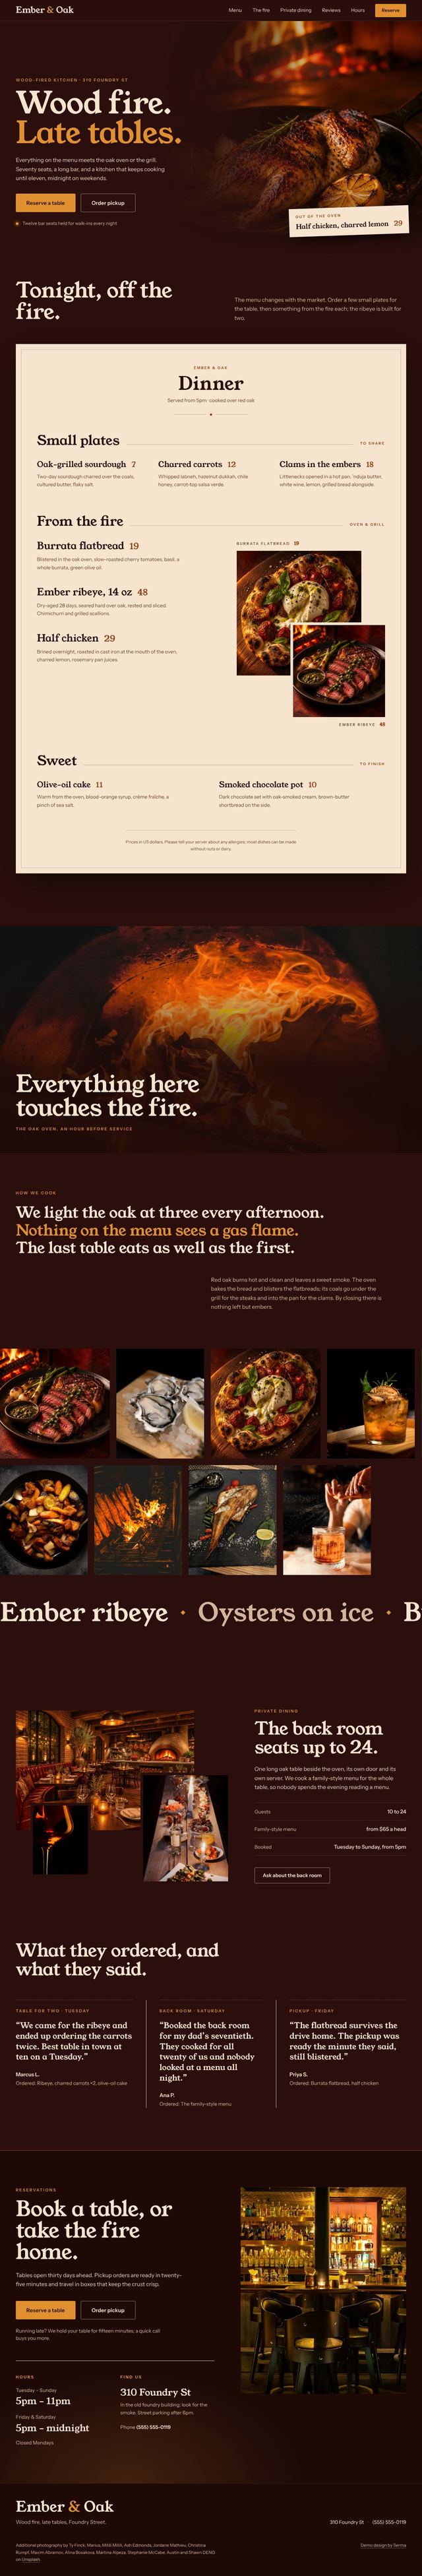 Ember & Oak
Menu
The fire
Private dining
Reviews
Hours
Reserve
WOOD-FIRED KITCHEN · 310 FOUNDRY ST
Wood fire.
Late tables.
Everything on the menu meets the oak oven or the grill.
Seventy seats, a long bar, and a kitchen that keeps cooking
until eleven, midnight on weekends.
Reserve a table
Order pickup
Twelve bar seats held for walk-ins every night
OUT OF THE OVEN
Half chicken, charred lemon 29
Tonight, off the
fire.
The menu changes with the market. Order a few small plates for
the table, then something from the fire each; the ribeye is built for
two.
EMBER & OAK
Dinner
Served from 5pm · cooked over red oak
Small plates
TO SHARE
Oak-grilled sourdough 7
Two-day sourdough charred over the coals,
cultured butter, flaky salt.
Charred carrots 12
Whipped labneh, hazelnut dukkah, chile
honey, carrot-top salsa verde.
Clams in the embers 18
Littlenecks opened in a hot pan, 'nduja butter,
white wine, lemon, grilled bread alongside.
From the fire
OVEN & GRILL
Burrata flatbread 19
Blistered in the oak oven, slow-roasted cherry tomatoes, basil, a
whole burrata, green olive oil.
Ember ribeye, 14 oz 48
Dry-aged 28 days, seared hard over oak, rested and sliced.
Chimichurri and grilled shallots.
Half chicken 29
Brined overnight, roasted in cast iron at the mouth of the oven,
charred lemon, rosemary pan juices.
BURRATA FLATBREAD 19
EMBER RIBEYE 48
Sweet
TO FINISH
Olive-oil cake 11
Warm from the oven, blood-orange syrup, crème fraîche, a
pinch of sea salt.
Smoked chocolate pot 10
Dark chocolate set with oak-smoked cream, brown-butter
shortbread on the side.
Prices in US dollars. Please tell your server about any allergies; most dishes can be made
without nuts or dairy.
Everything here
touches the fire.
THE OAK OVEN, AN HOUR BEFORE SERVICE
HOW WE COOK
We light the oak at three every afternoon.
Nothing on the menu sees a gas flame.
The last table eats as well as the first.
Red oak burns hot and clean and leaves a sweet smoke. The oven
bakes the bread and blisters the flatbreads; its coals go under the
grill for the steaks and into the pan for the clams. By closing there is
nothing left but embers.
Ember ribeye
Oysters on ice
PRIVATE DINING
The back room
seats up to 24.
One long oak table beside the oven, its own door and its
own server. We cook a family-style menu for the whole
table, so nobody spends the evening reading a menu.
Guests
10 to 24
Family-style menu
from $65 a head
Booked
Tuesday to Sunday, from 5pm
Ask about the back room
What they ordered, and
what they said.
TABLE FOR TWO · TUESDAY
“We came for the ribeye and
ended up ordering the carrots
twice. Best table in town at
ten on a Tuesday.”
Marcus L.
Ordered: Ribeye, charred carrots ×2, olive-oil cake
BACK ROOM · SATURDAY
“Booked the back room
for my dad’s seventieth.
They cooked for all
twenty of us and nobody
looked at a menu all
night.”
Ana P.
Ordered: The family-style menu
PICKUP · FRIDAY
“The flatbread survives the
drive home. The pickup was
ready the minute they said,
still blistered.”
Priya S.
Ordered: Burrata flatbread, half chicken
RESERVATIONS
Book a table, or
take the fire
home.
Tables open thirty days ahead. Pickup orders are ready in twenty-
five minutes and travel in boxes that keep the crust crisp.
Reserve a table
Order pickup
Running late? We hold your table for fifteen minutes; a quick call
buys you more.
HOURS
Tuesday – Sunday
5pm – 11pm
Friday & Saturday
5pm – midnight
Closed Mondays
FIND US
310 Foundry St
In the old foundry building, look for the
smoke. Street parking after 6pm.
Phone (555) 555-0119
Ember & Oak
Wood fire, late tables, Foundry Street.
310 Foundry St
(555) 555-0119
Demo design by Serina